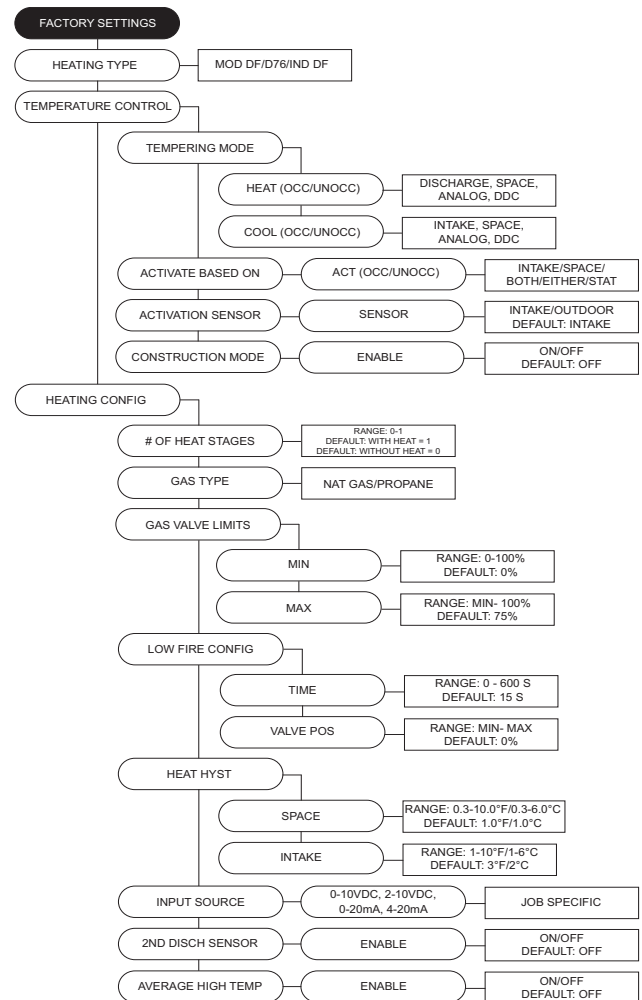 FACTORY SETTINGS
HEATING TYPE
MOD DF/D76/IND DF
TEMPERATURE CONTROL
TEMPERING MODE
HEAT (OCC/UNOCC)
DISCHARGE, SPACE,
ANALOG, DDC
COOL (OCC/UNOCC)
INTAKE, SPACE,
ANALOG, DDC
ACTIVATE BASED ON
ACT (OCC/UNOCC)
INTAKE/SPACE/
BOTH/EITHER/STAT
ACTIVATION SENSOR
SENSOR
INTAKE/OUTDOOR
DEFAULT: INTAKE
CONSTRUCTION MODE
ENABLE
ON/OFF
DEFAULT: OFF
HEATING CONFIG
# OF HEAT STAGES
RANGE: 0-1
DEFAULT: WITH HEAT = 1
DEFAULT: WITHOUT HEAT = 0
GAS TYPE
NAT GAS/PROPANE
GAS VALVE LIMITS
MIN
RANGE: 0-100%
DEFAULT: 0%
MAX
RANGE: MIN- 100%
DEFAULT: 75%
LOW FIRE CONFIG
TIME
RANGE: 0 - 600 S
DEFAULT: 15 S
VALVE POS
RANGE: MIN- MAX
DEFAULT: 0%
HEAT HYST
SPACE
RANGE: 0.3-10.0°F/0.3-6.0°C
DEFAULT: 1.0°F/1.0°C
INTAKE
RANGE: 1-10°F/1-6°C
DEFAULT: 3°F/2°C
INPUT SOURCE
0-10VDC, 2-10VDC,
0-20mA, 4-20mA
JOB SPECIFIC
2ND DISCH SENSOR
ENABLE
ON/OFF
DEFAULT: OFF
AVERAGE HIGH TEMP
ENABLE
ON/OFF
DEFAULT: OFF